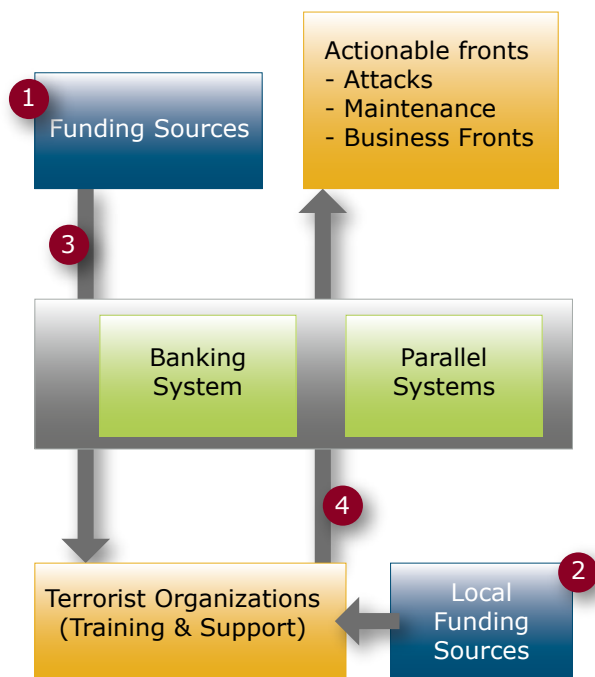 1
Funding Sources
Actionable fronts
- Attacks
- Maintenance
- Business Fronts
3
Banking
System
Parallel
Systems
4
Terrorist Organizations
(Training & Support)
2
Local
Funding
Sources